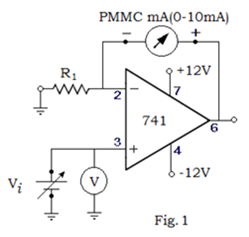 PMMC mA(0-10mA)
− +
R1
+12V
2 − 7
741
6
3 + 4
-12V
Vi
V
Fig. 1